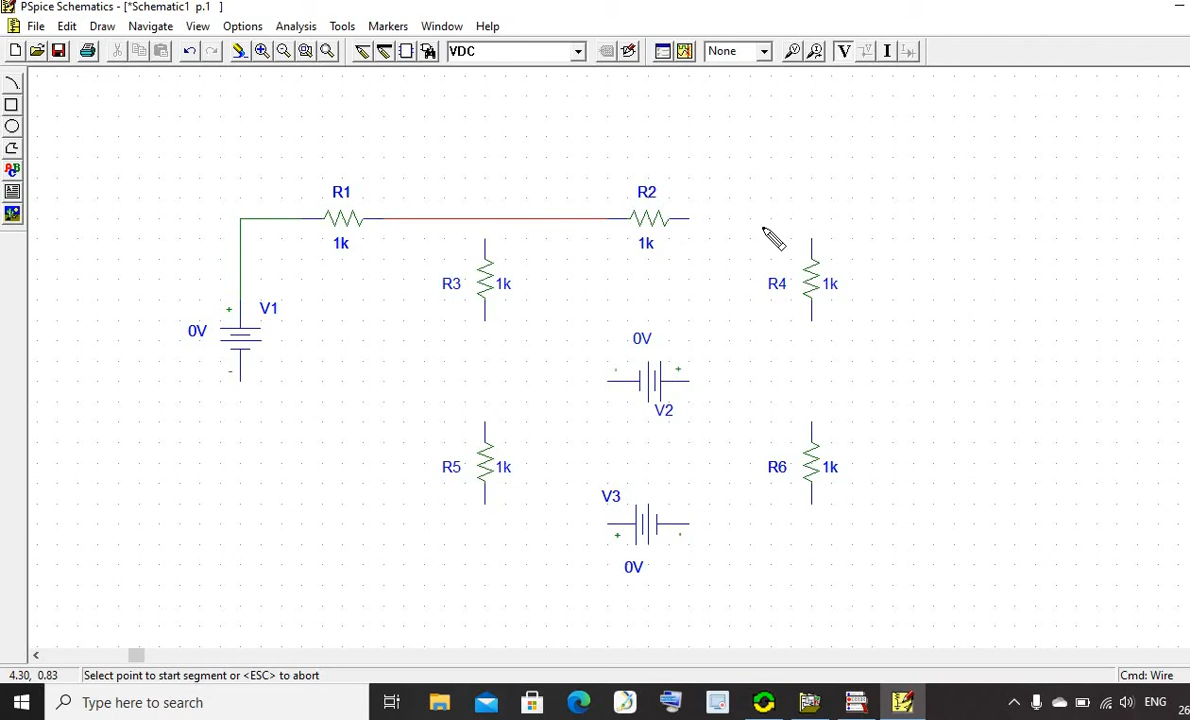 PSpice Schematics - [*Schematic1 p.1 ]
File Edit Draw Navigate View Options Analysis Tools Markers Window Help
VDC None V I
ABC
R1 R2
1k 1k
R3 1k R4 1k
+ V1
0V 0V
- - +
V2
R5 1k R6 1k
V3
+ -
0V
4.30, 0.83 Select point to start segment or <ESC> to abort Cmd: Wire
Type here to search ENG
26